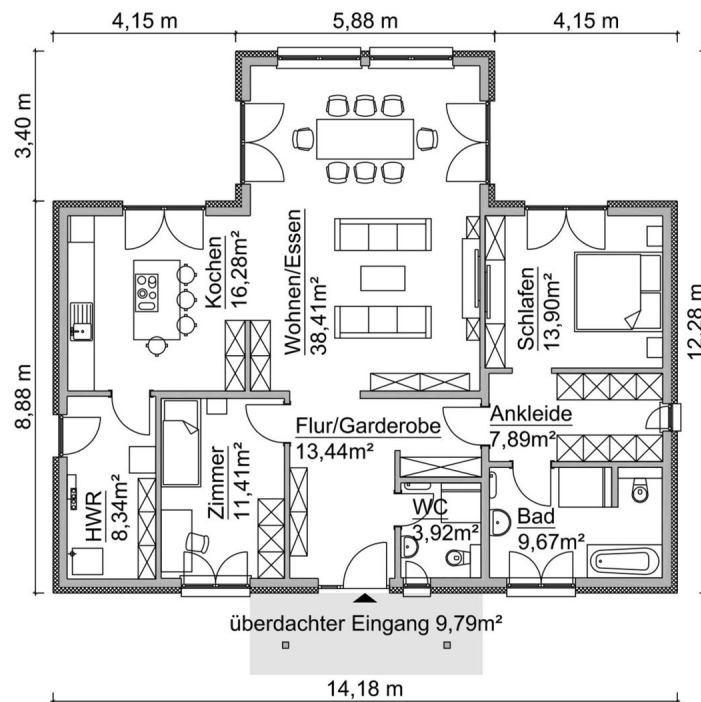 4,15 m
5,88 m
4,15 m
3,40 m
8,88 m
12,28 m
Kochen
16,28m²
Wohnen/Essen
38,41m²
Schlafen
13,90m²
Ankleide
7,89m²
Flur/Garderobe
13,44m²
HWR
8,34m²
Zimmer
11,41m²
WC
3,92m²
Bad
9,67m²
überdachter Eingang 9,79m²
14,18 m